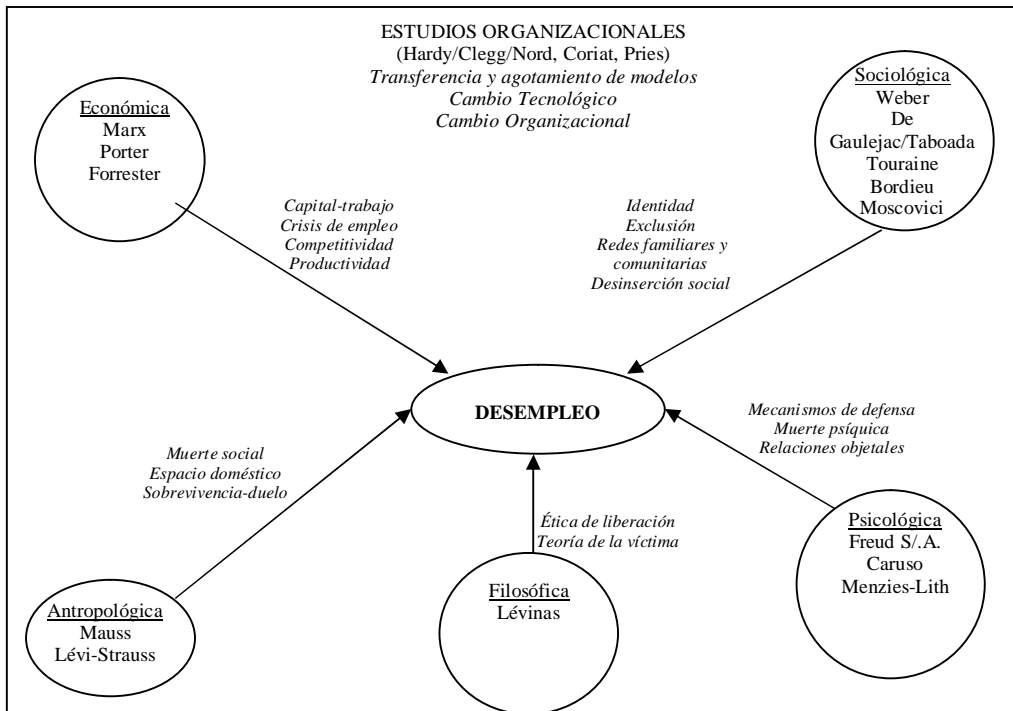 ESTUDIOS ORGANIZACIONALES
(Hardy/Clegg/Nord, Coriat, Pries)
Transferencia y agotamiento de modelos
Cambio Tecnológico
Cambio Organizacional
Económica
Marx
Porter
Forrester
Sociológica
Weber
De
Gaulejac/Taboada
Touraine
Bordieu
Moscovici
Capital-trabajo
Crisis de empleo
Competitividad
Productividad
Identidad
Exclusión
Redes familiares y
comunitarias
Desinserción social
DESEMPLEO
Muerte social
Espacio doméstico
Sobrevivencia-duelo
Mecanismos de defensa
Muerte psíquica
Relaciones objetales
Ética de liberación
Teoría de la víctima
Antropológica
Mauss
Lévi-Strauss
Filosófica
Lévinas
Psicológica
Freud S/.A.
Caruso
Menzies-Lith